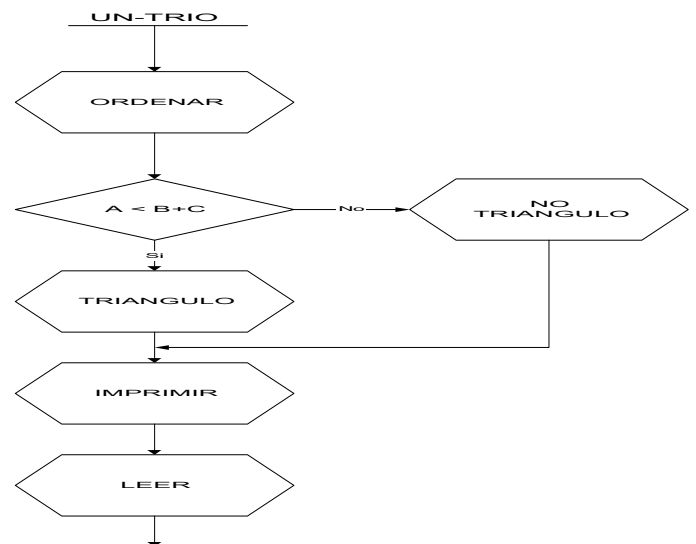 UN-TRIO
ORDENAR
A < B+C
No
NO
TRIANGULO
Si
TRIANGULO
IMPRIMIR
LEER